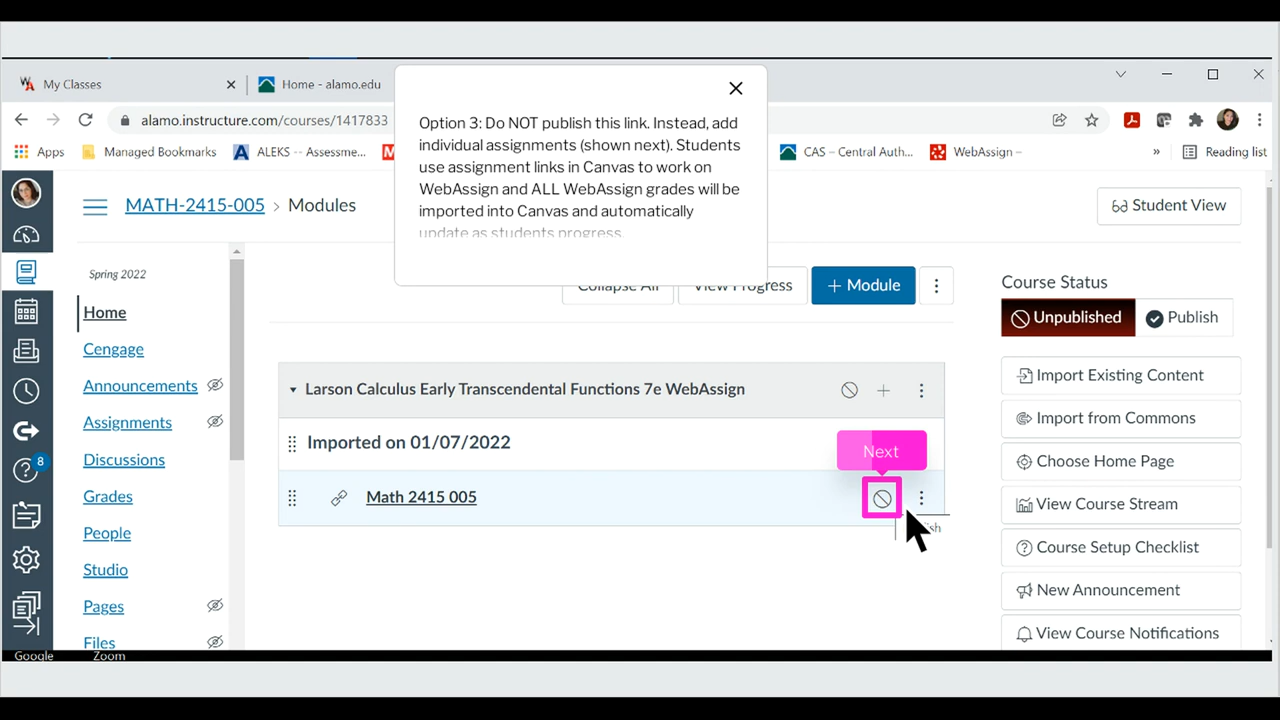 My Classes
Home - alamo.edu
Option 3: Do NOT publish this link. Instead, add
individual assignments (shown next). Students
use assignment links in Canvas to work on
WebAssign and ALL WebAssign grades will be
imported into Canvas and automatically
update as students progress.
alamo.instructure.com/courses/1417833
Apps
Managed Bookmarks
ALEKS -- Assessme...
CAS – Central Auth...
WebAssign –
»
Reading list
MATH-2415-005 > Modules
Student View
Spring 2022
Home
Cengage
Announcements
Assignments
Discussions
Grades
People
Studio
Pages
Files
8
Collapse All
View Progress
+ Module
Larson Calculus Early Transcendental Functions 7e WebAssign
Imported on 01/07/2022
Next
Math 2415 005
Course Status
Unpublished
Publish
Import Existing Content
Import from Commons
Choose Home Page
View Course Stream
Course Setup Checklist
New Announcement
View Course Notifications
Google
Zoom